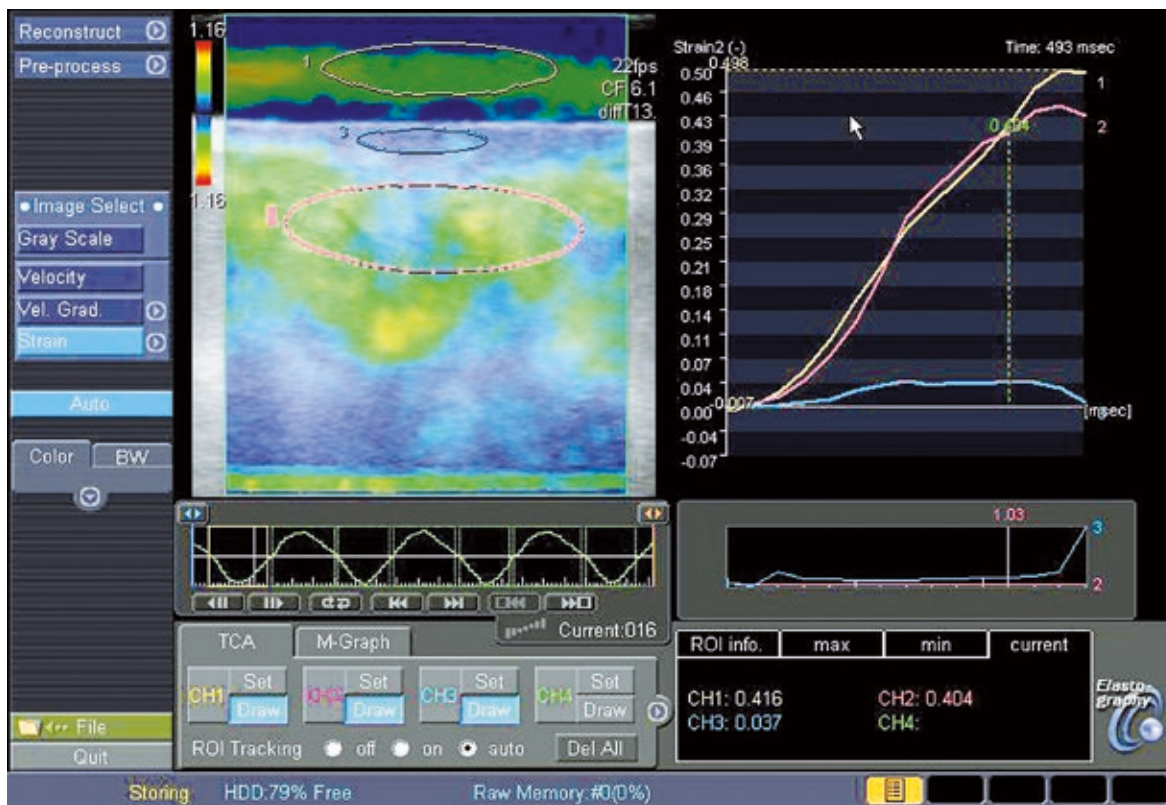 Reconstruct
Pre-process
• Image Select •
Gray Scale
Velocity
Vel. Grad.
Strain
Auto
Color BW
File
Quit
1.16
1.16
1
3
22fps
CF 6.1
diffT13.
Strain2 (-)
Time: 493 msec
0.498
0.50
0.46
0.43
0.39
0.36
0.32
0.29
0.25
0.21
0.18
0.14
0.11
0.07
0.04
0.00
-0.04
-0.07
-0.007
0.404
1
2
[msec]
1.03
3
2
Current:016
TCA M-Graph
CH1 Set Draw
CH2 Set Draw
CH3 Set Draw
CH4 Set Draw
ROI Tracking off on auto Del All
ROI info. max min current
CH1: 0.416 CH2: 0.404
CH3: 0.037 CH4:
Elasto-
graphy
Storing HDD:79% Free Raw Memory:#0(0%)